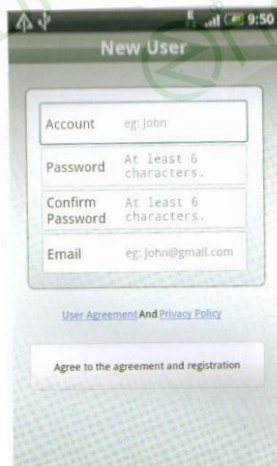 9:50
New User
Account eg: John
Password At least 6
characters.
Confirm At least 6
Password characters.
Email eg: John@gmail.com
User Agreement And Privacy Policy
Agree to the agreement and registration